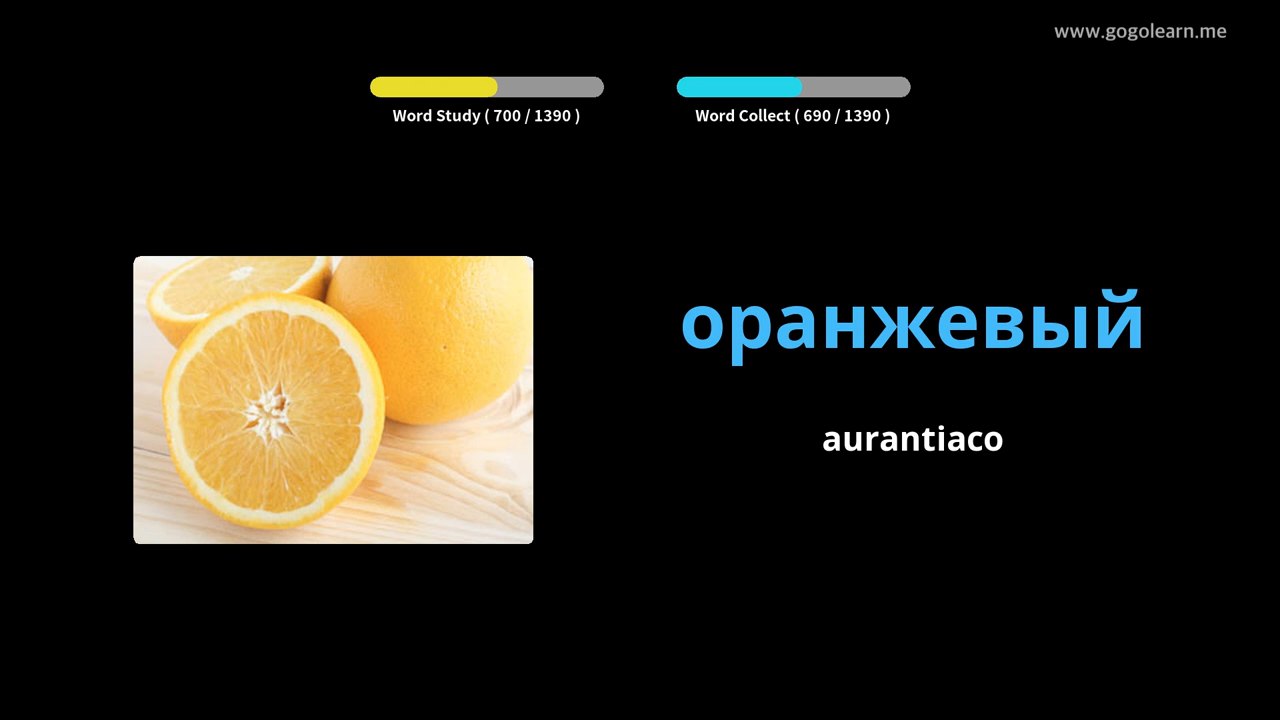 www.gogolearn.me
Word Study ( 700 / 1390 )
Word Collect ( 690 / 1390 )
оранжевый
aurantiaco